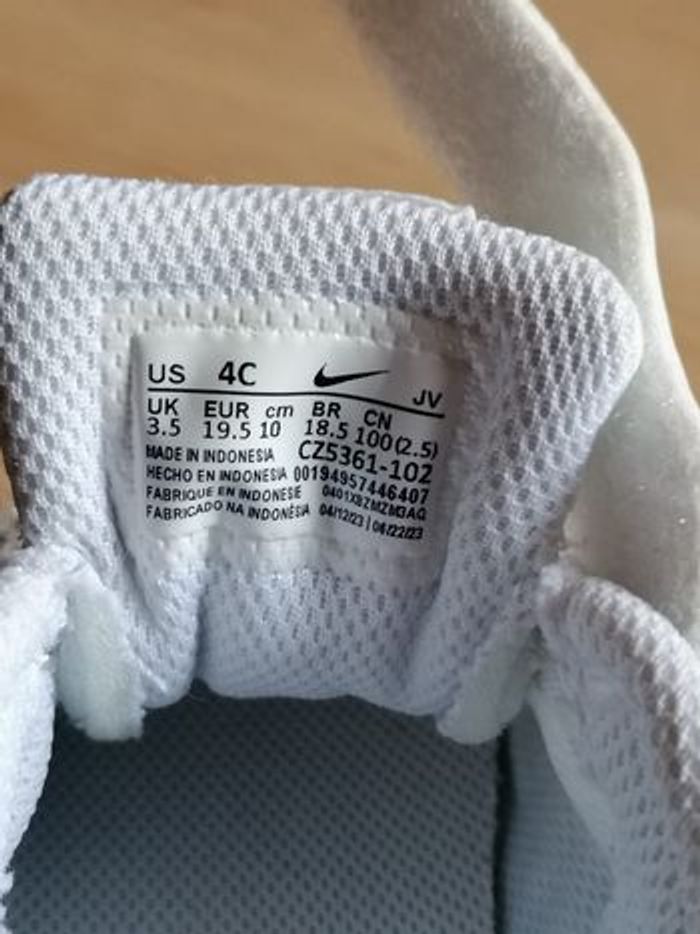 US 4C
JV
UK EUR cm BR CN
3.5 19.5 10 18.5 100(2.5)
MADE IN INDONESIA CZ5361-102
HECHO EN INDONESIA 00194957446407
FABRIQUE EN INDONESIE
FABRICADO NA INDONÉSIA 04/12/23 | 06/22/23